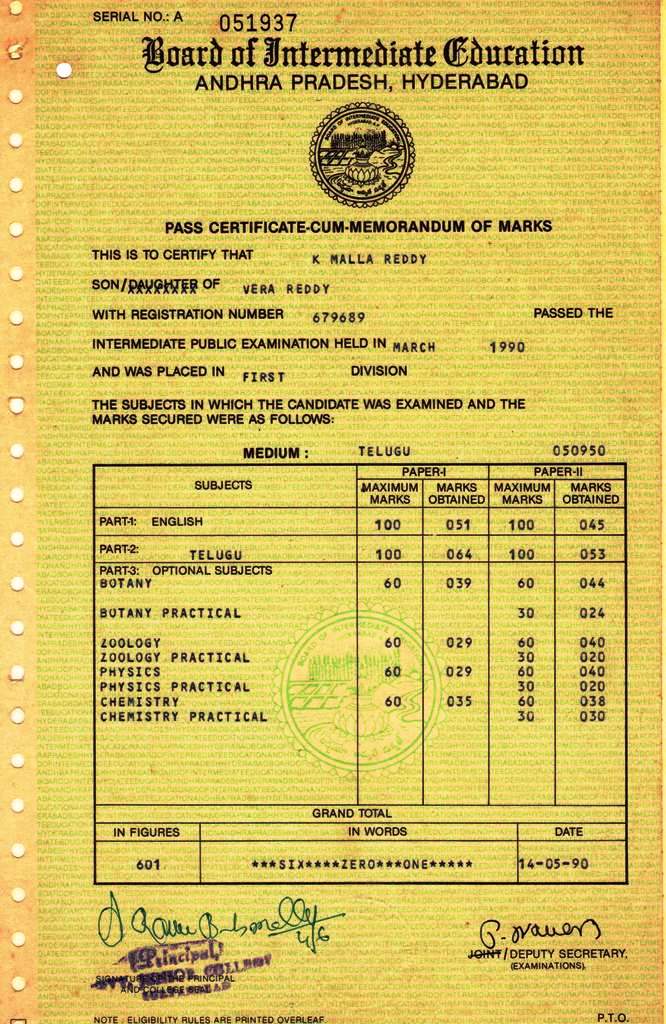 SERIAL NO.: A 051937
Board of Intermediate Education
ANDHRA PRADESH, HYDERABAD
BOARD OF INTERMEDIATE EDUCATION
HYDERABAD A.P.
PASS CERTIFICATE-CUM-MEMORANDUM OF MARKS
THIS IS TO CERTIFY THAT K MALLA REDDY
SON/DAUGHTER OF VERA REDDY
WITH REGISTRATION NUMBER 679689 PASSED THE
INTERMEDIATE PUBLIC EXAMINATION HELD IN MARCH 1990
AND WAS PLACED IN FIRST DIVISION
THE SUBJECTS IN WHICH THE CANDIDATE WAS EXAMINED AND THE
MARKS SECURED WERE AS FOLLOWS:
MEDIUM : TELUGU 050950
SUBJECTS PAPER-I PAPER-II
MAXIMUM MARKS MARKS OBTAINED MAXIMUM MARKS MARKS OBTAINED
PART-1: ENGLISH 100 051 100 045
PART-2: TELUGU 100 064 100 053
PART-3: OPTIONAL SUBJECTS
BOTANY 60 039 60 044
BOTANY PRACTICAL 30 024
ZOOLOGY 60 029 60 040
ZOOLOGY PRACTICAL 30 020
PHYSICS 60 029 60 040
PHYSICS PRACTICAL 30 020
CHEMISTRY 60 035 60 038
CHEMISTRY PRACTICAL 30 030
GRAND TOTAL
IN FIGURES IN WORDS DATE
601 ***SIX****ZERO***ONE***** 14-05-90
4/6
Principal
SIGNATURE OF THE PRINCIPAL
AND COLLEGE SEAL
JOINT/DEPUTY SECRETARY,
(EXAMINATIONS).
NOTE : ELIGIBILITY RULES ARE PRINTED OVERLEAF. P.T.O.